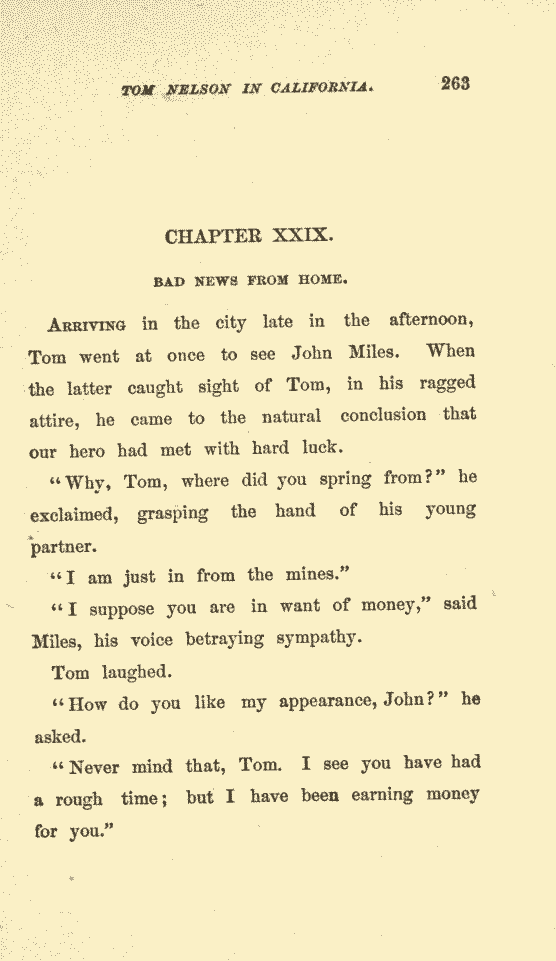 TOM NELSON IN CALIFORNIA. 263
CHAPTER XXIX.
BAD NEWS FROM HOME.
ARRIVING in the city late in the afternoon,
Tom went at once to see John Miles. When
the latter caught sight of Tom, in his ragged
attire, he came to the natural conclusion that
our hero had met with hard luck.
“Why, Tom, where did you spring from?” he
exclaimed, grasping the hand of his young
partner.
“I am just in from the mines.”
“I suppose you are in want of money,” said
Miles, his voice betraying sympathy.
Tom laughed.
“How do you like my appearance, John?” he
asked.
“Never mind that, Tom. I see you have had
a rough time; but I have been earning money
for you.”